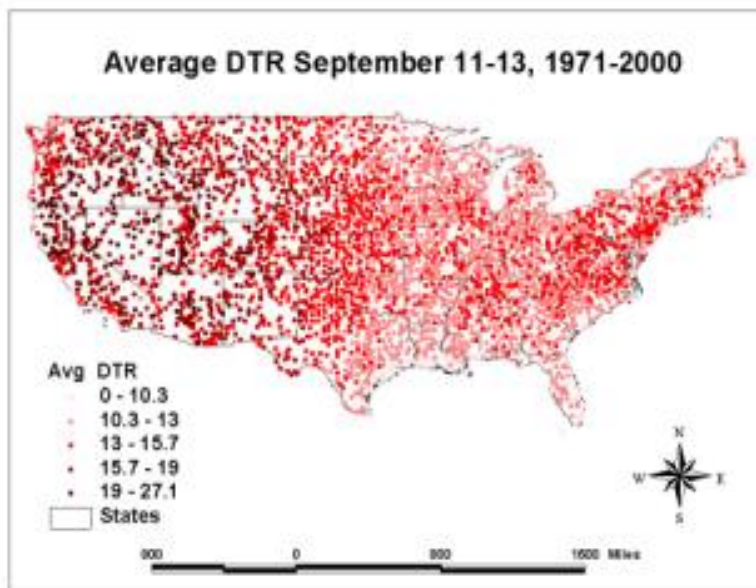 Average DTR September 11-13, 1971-2000
Avg DTR
0 - 10.3
10.3 - 13
13 - 15.7
15.7 - 19
19 - 27.1
States
N
W E
S
800 0 800 1600 Miles